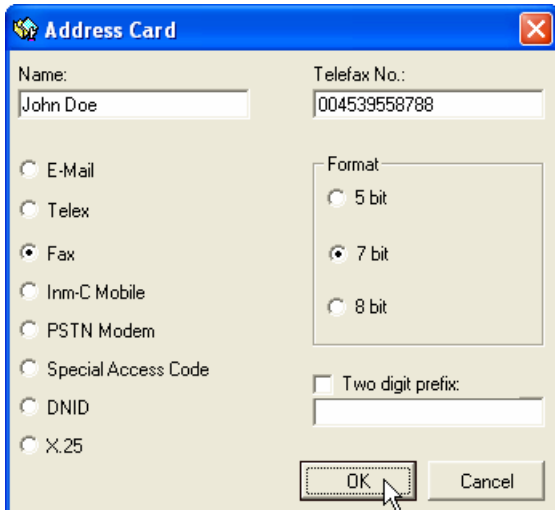 Address Card
Name:
Telefax No.:
John Doe
004539558788
E-Mail
Telex
Fax
Inm-C Mobile
PSTN Modem
Special Access Code
DNID
X.25
Format
5 bit
7 bit
8 bit
Two digit prefix:
OK
Cancel